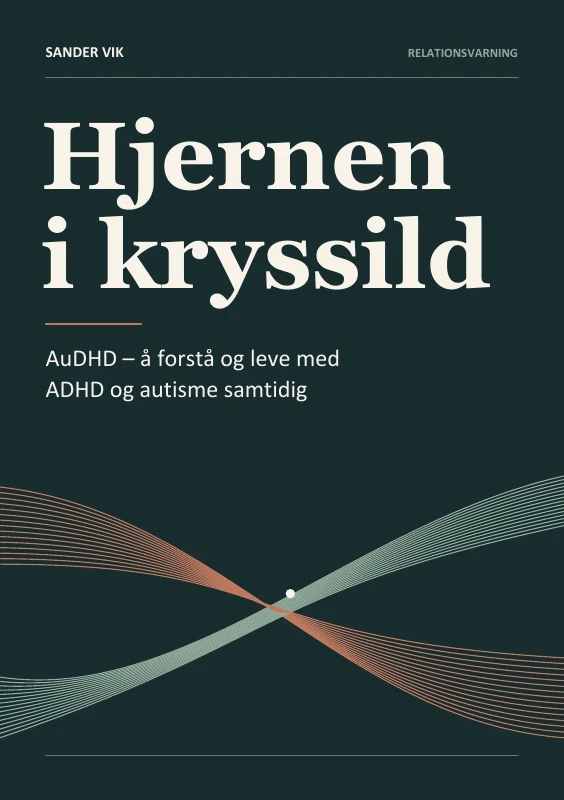 SANDER VIK
RELATIONSVARNING
Hjernen
i kryssild
AuDHD – å forstå og leve med
ADHD og autisme samtidig